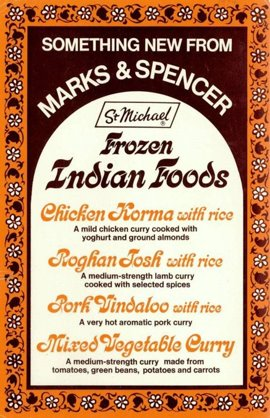 SOMETHING NEW FROM
MARKS & SPENCER
St Michael®
Frozen
Indian Foods
Chicken Korma with rice
A mild chicken curry cooked with
yoghurt and ground almonds
Roghan Josh with rice
A medium-strength lamb curry
cooked with selected spices
Pork Vindaloo with rice
A very hot aromatic pork curry
Mixed Vegetable Curry
A medium-strength curry made from
tomatoes, green beans, potatoes and carrots